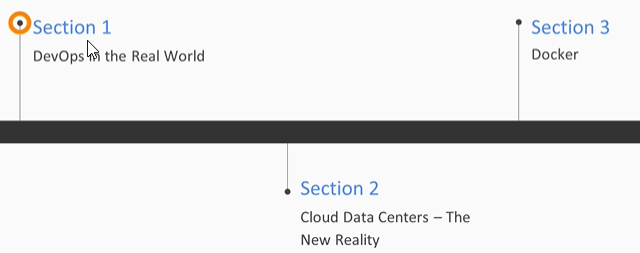 Section 1
DevOps in the Real World
Section 2
Cloud Data Centers – The
New Reality
Section 3
Docker